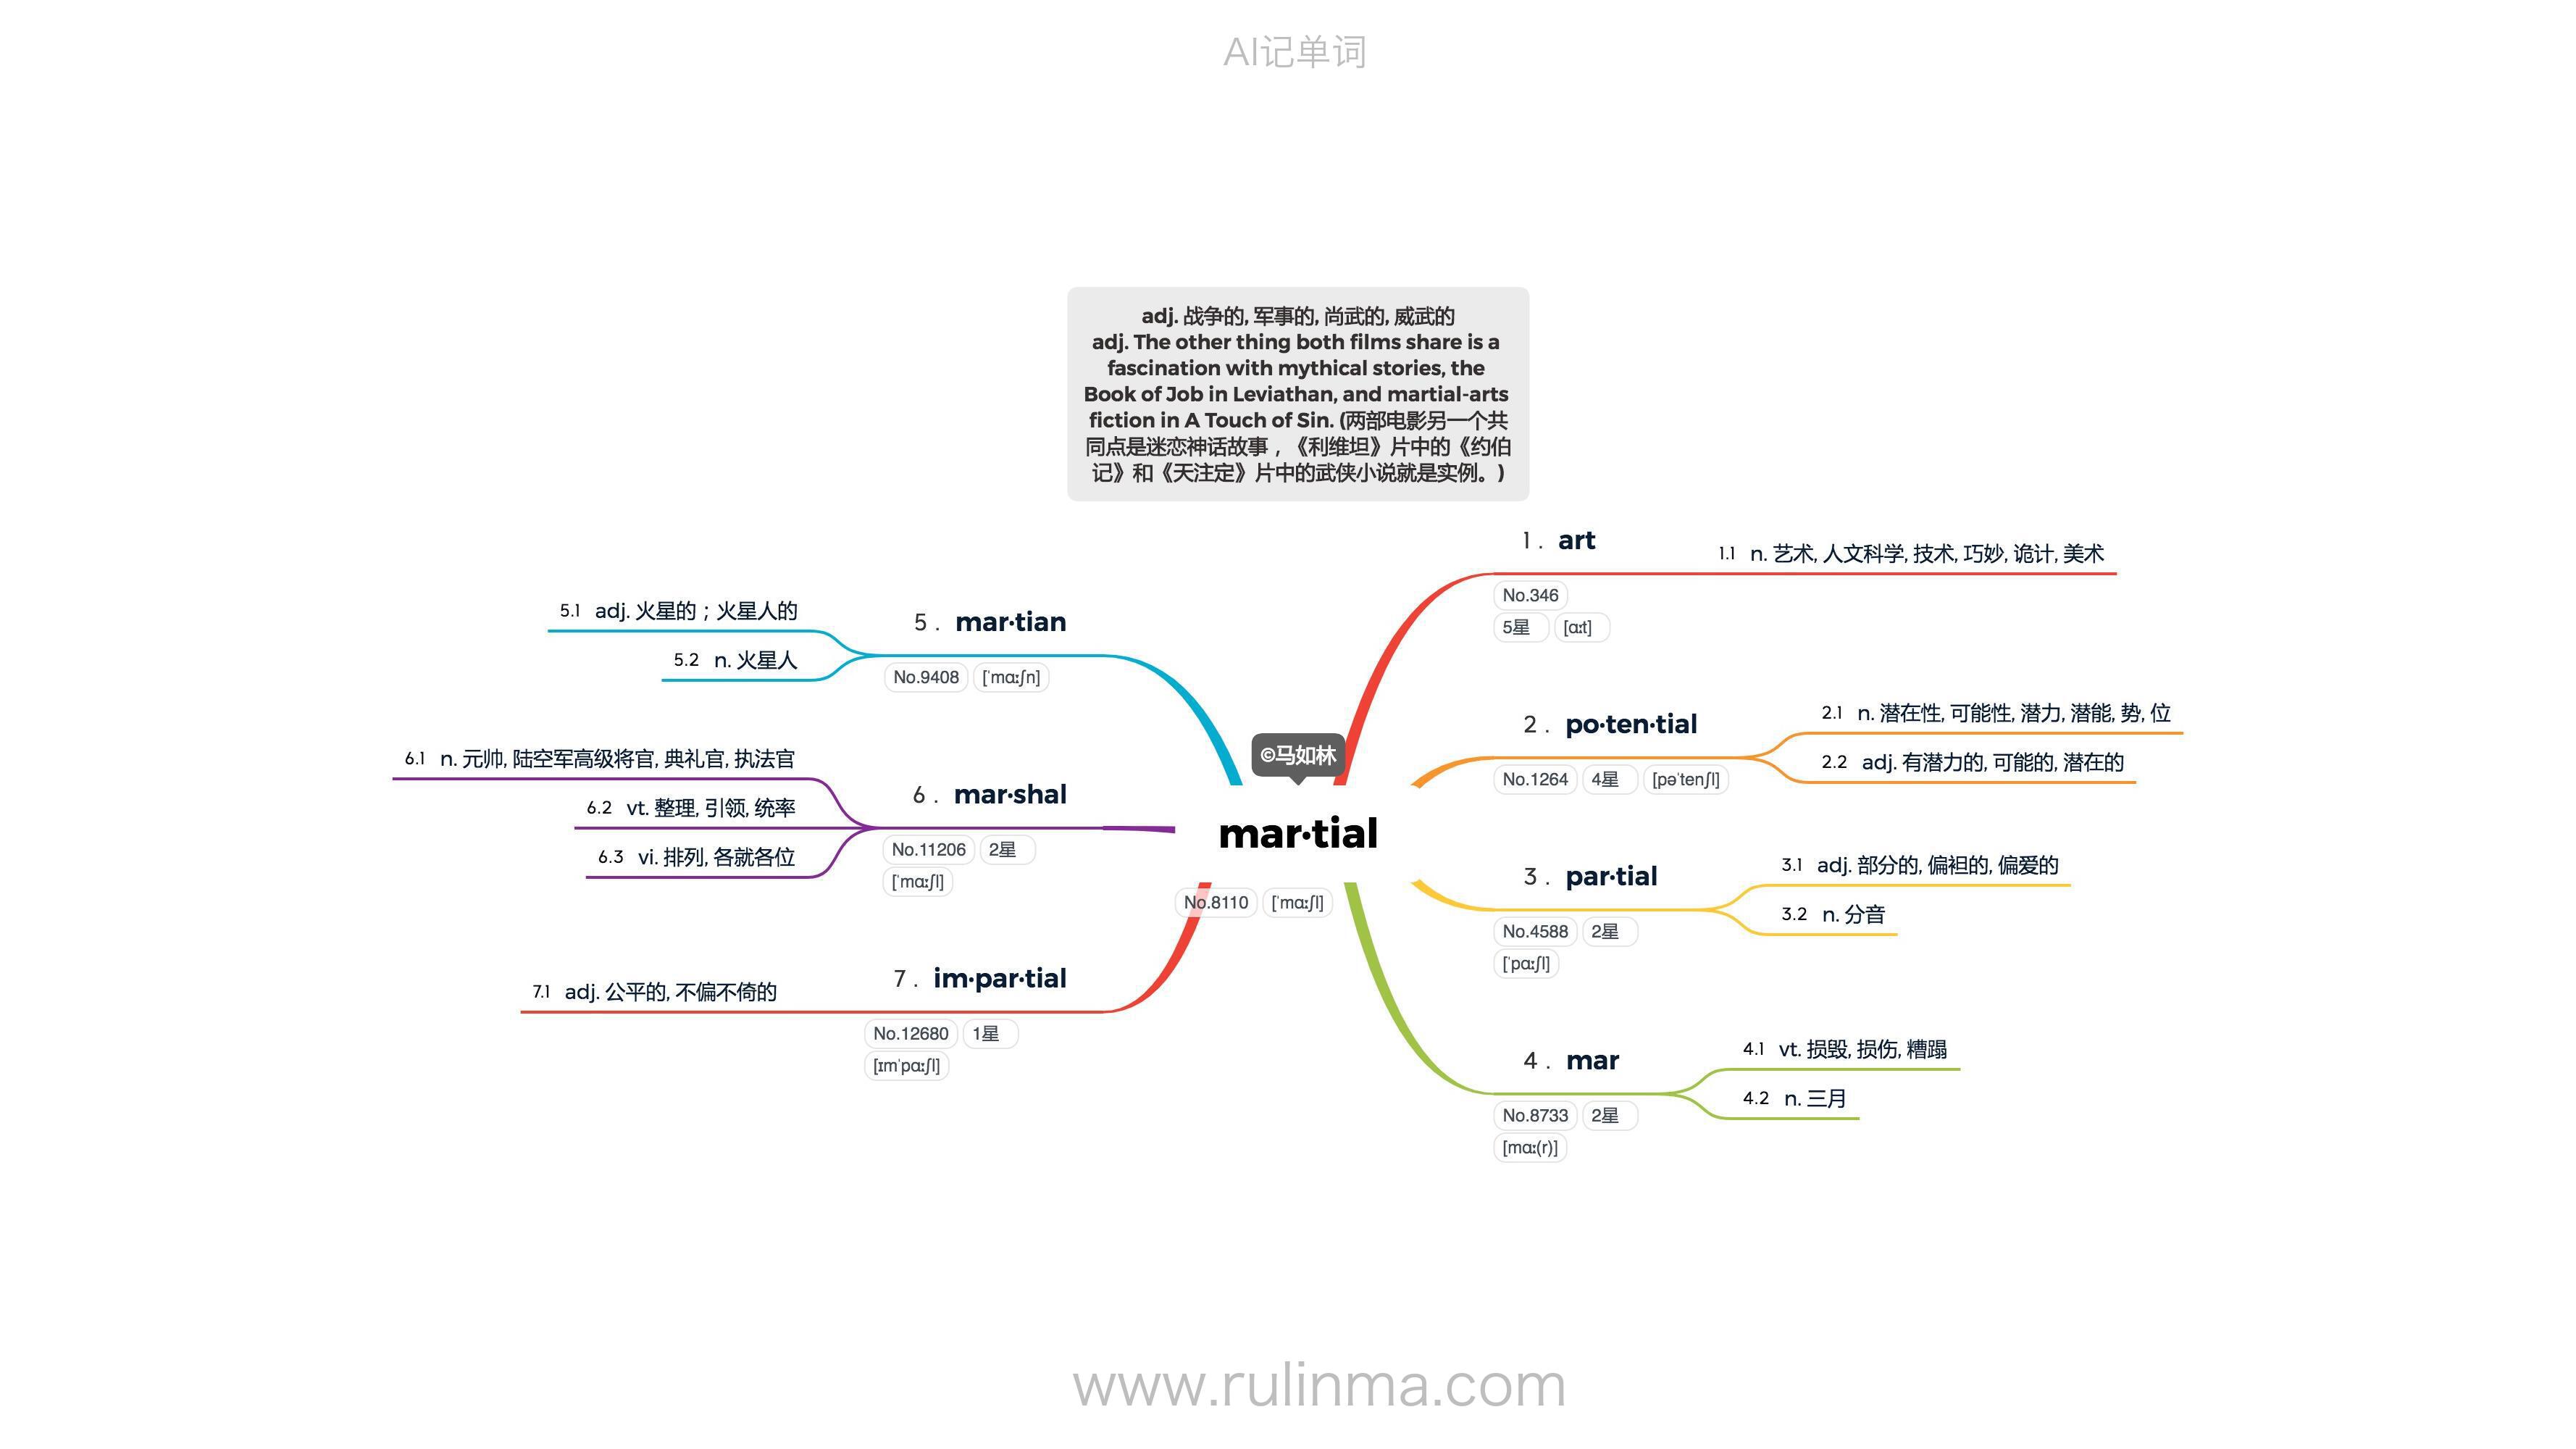 AI记单词
adj. 战争的, 军事的, 尚武的, 威武的
adj. The other thing both films share is a
fascination with mythical stories, the
Book of Job in Leviathan, and martial-arts
fiction in A Touch of Sin. (两部电影另一个共
同点是迷恋神话故事，《利维坦》片中的《约伯
记》和《天注定》片中的武侠小说就是实例。)
©马如林
mar·tial
No.8110 [ˈmɑːʃl]
1. art
No.346
5星 [ɑːt]
1.1 n. 艺术, 人文科学, 技术, 巧妙, 诡计, 美术
2. po·ten·tial
No.1264 4星 [pəˈtenʃl]
2.1 n. 潜在性, 可能性, 潜力, 潜能, 势, 位
2.2 adj. 有潜力的, 可能的, 潜在的
3. par·tial
No.4588 2星
[ˈpɑːʃl]
3.1 adj. 部分的, 偏袒的, 偏爱的
3.2 n. 分音
4. mar
No.8733 2星
[mɑː(r)]
4.1 vt. 损毁, 损伤, 糟蹋
4.2 n. 三月
5. mar·tian
No.9408 [ˈmɑːʃn]
5.1 adj. 火星的；火星人的
5.2 n. 火星人
6. mar·shal
No.11206 2星
[ˈmɑːʃl]
6.1 n. 元帅, 陆空军高级将官, 典礼官, 执法官
6.2 vt. 整理, 引领, 统率
6.3 vi. 排列, 各就各位
7. im·par·tial
No.12680 1星
[ɪmˈpɑːʃl]
7.1 adj. 公平的, 不偏不倚的
www.rulinma.com